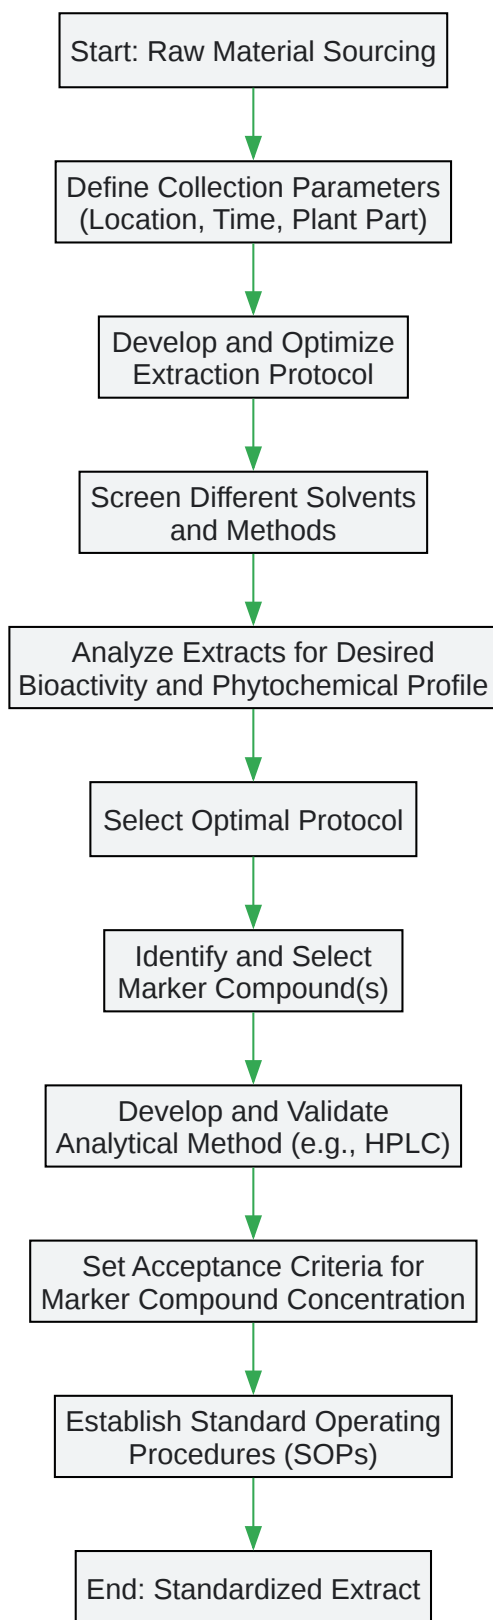 Start: Raw Material Sourcing
Define Collection Parameters
(Location, Time, Plant Part)
Develop and Optimize
Extraction Protocol
Screen Different Solvents
and Methods
Analyze Extracts for Desired
Bioactivity and Phytochemical Profile
Select Optimal Protocol
Identify and Select
Marker Compound(s)
Develop and Validate
Analytical Method (e.g., HPLC)
Set Acceptance Criteria for
Marker Compound Concentration
Establish Standard Operating
Procedures (SOPs)
End: Standardized Extract